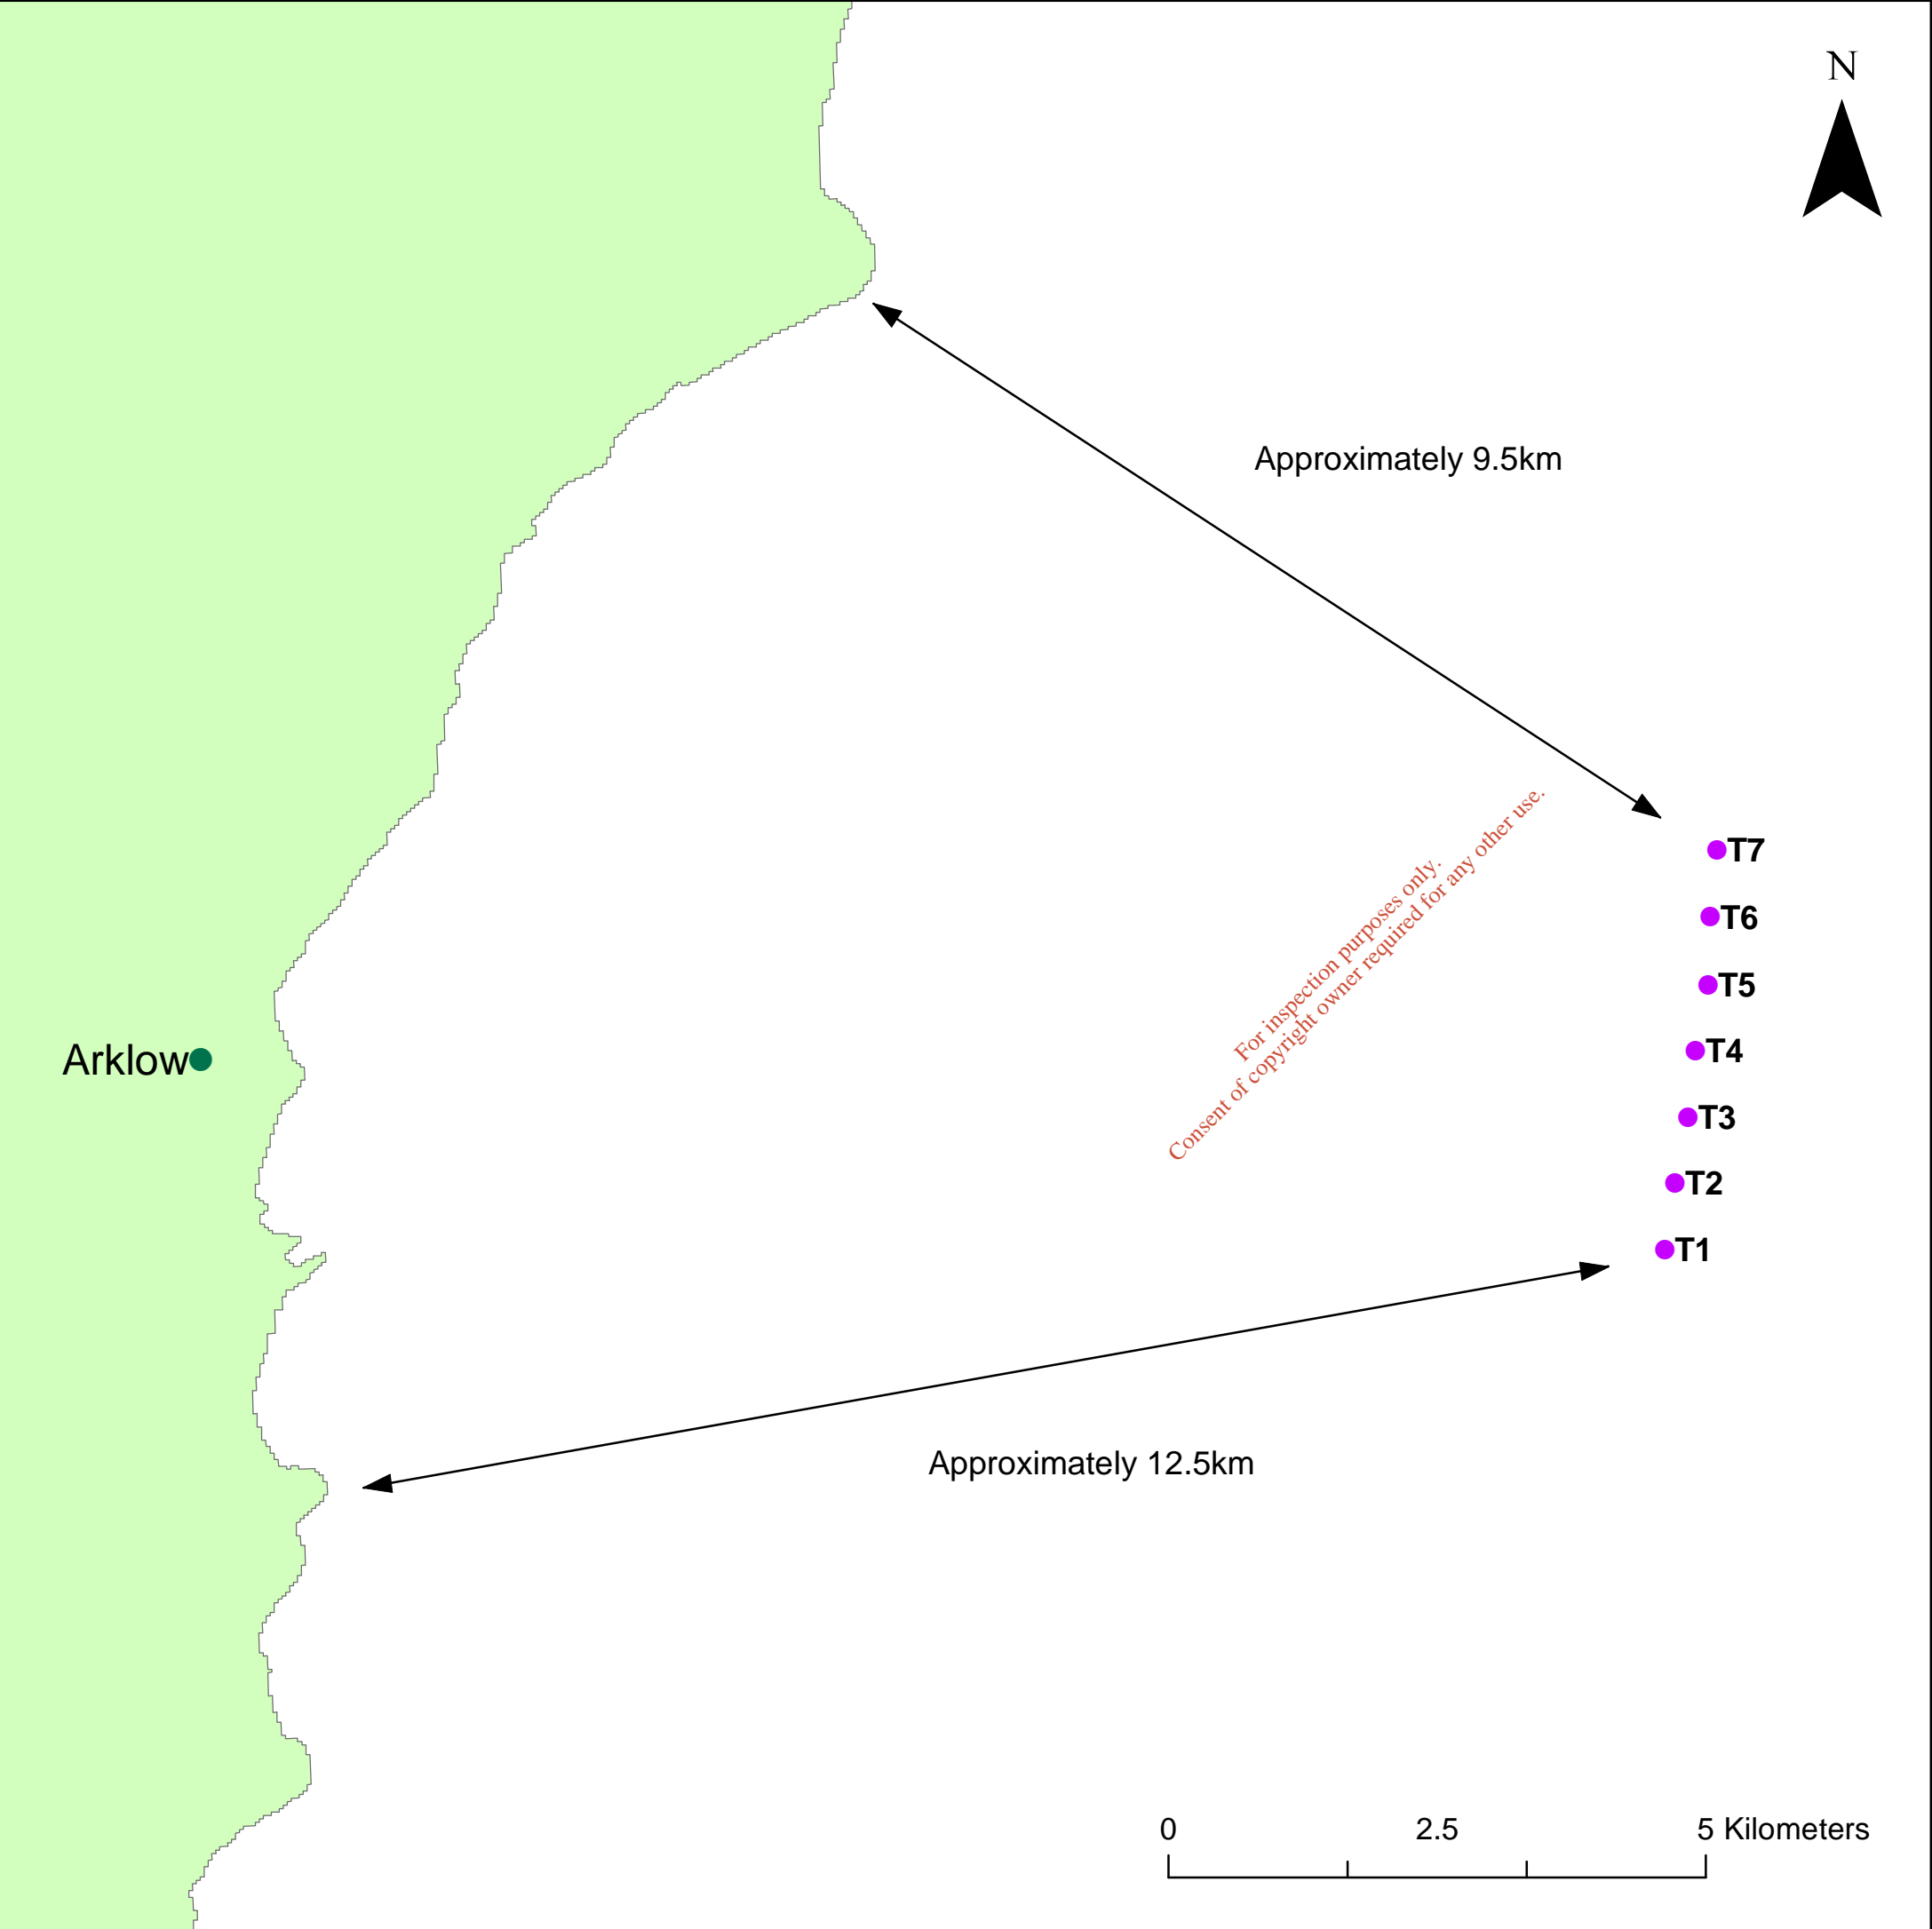 N
Approximately 9.5km
For inspection purposes only.
Consent of copyright owner required for any other use.
T7
T6
T5
T4
T3
T2
T1
Arklow
Approximately 12.5km
0 2.5 5 Kilometers